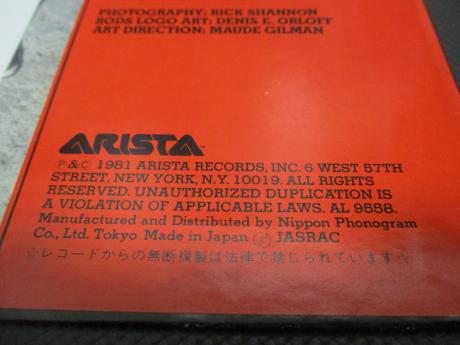 PHOTOGRAPHY: RICK SHANNON
RODS LOGO ART: DENIS E. ORLOFF
ART DIRECTION: MAUDE GILMAN
ARISTA
Ⓟ&© 1981 ARISTA RECORDS, INC. 6 WEST 57TH
STREET, NEW YORK, N.Y. 10019. ALL RIGHTS
RESERVED. UNAUTHORIZED DUPLICATION IS
A VIOLATION OF APPLICABLE LAWS. AL 9558.
Manufactured and Distributed by Nippon Phonogram
Co., Ltd. Tokyo Made in Japan JASRAC
☆レコードからの無断複製は法律で禁じられています☆